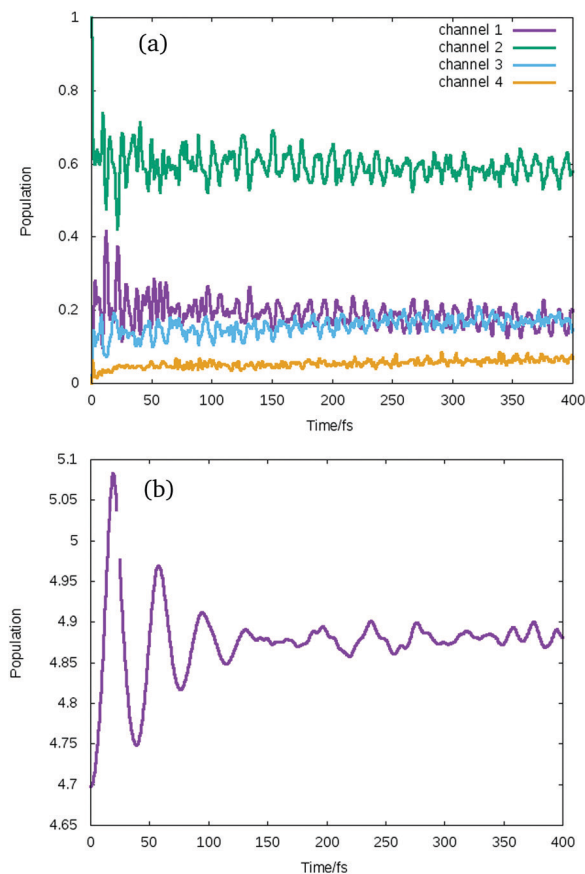 (a)
channel 1
channel 2
channel 3
channel 4
1
0.8
0.6
0.4
0.2
0
Population
0 50 100 150 200 250 300 350 400
Time/fs
(b)
5.1
5.05
5
4.95
4.9
4.85
4.8
4.75
4.7
4.65
Population
0 50 100 150 200 250 300 350 400
Time/fs